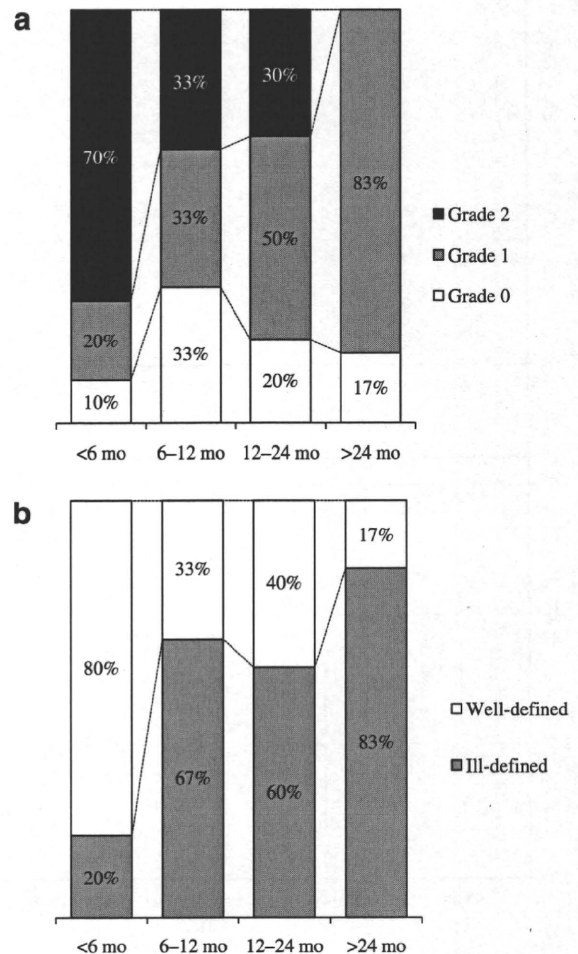 a
33%
30%
70%
83%
Grade 2
33%
50%
Grade 1
Grade 0
20%
33%
20%
17%
10%
<6 mo 6–12 mo 12–24 mo >24 mo
b
17%
33%
40%
80%
Well-defined
83%
Ill-defined
67%
60%
20%
<6 mo 6–12 mo 12–24 mo >24 mo